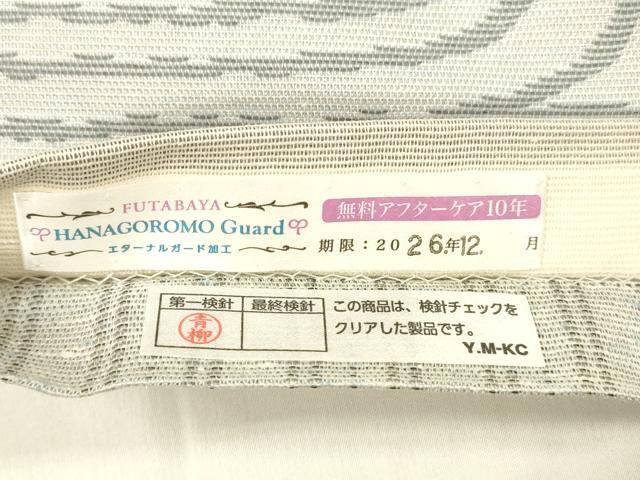 FUTABAYA
HANAGOROMO Guard
エターナルガード加工
無料アフターケア10年
期限：2026年12月
第一検針
最終検針
青柳
この商品は、検針チェックを
クリアした製品です。
Y.M-KC